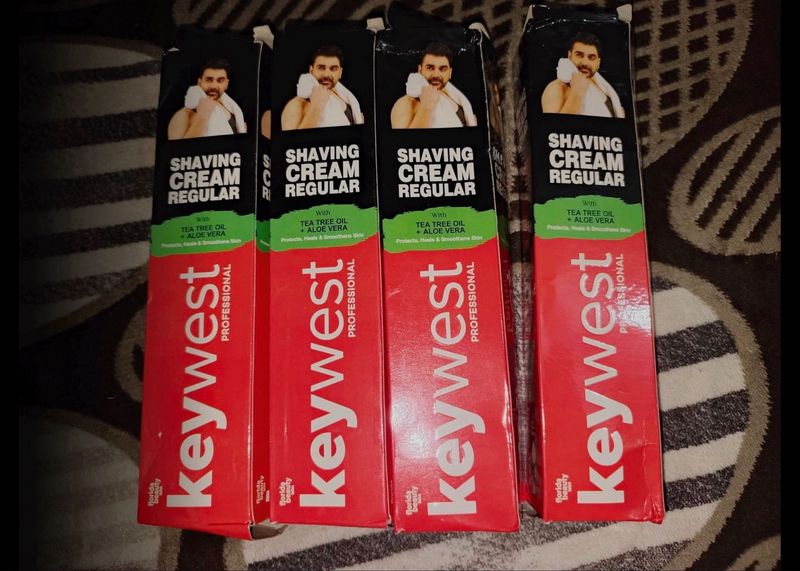 SHAVING
CREAM
REGULAR
With
TEA TREE OIL
+ ALOE VERA
Protects, Heals & Smoothens Skin
keywest
PROFESSIONAL
florida
beauty
SHAVING
CREAM
REGULAR
With
TEA TREE OIL
+ ALOE VERA
Protects, Heals & Smoothens Skin
keywest
PROFESSIONAL
florida
beauty
SHAVING
CREAM
REGULAR
With
TEA TREE OIL
+ ALOE VERA
Protects, Heals & Smoothens Skin
keywest
PROFESSIONAL
florida
beauty
SHAVING
CREAM
REGULAR
With
TEA TREE OIL
+ ALOE VERA
Protects, Heals & Smoothens Skin
keywest
PROFESSIONAL
florida
beauty